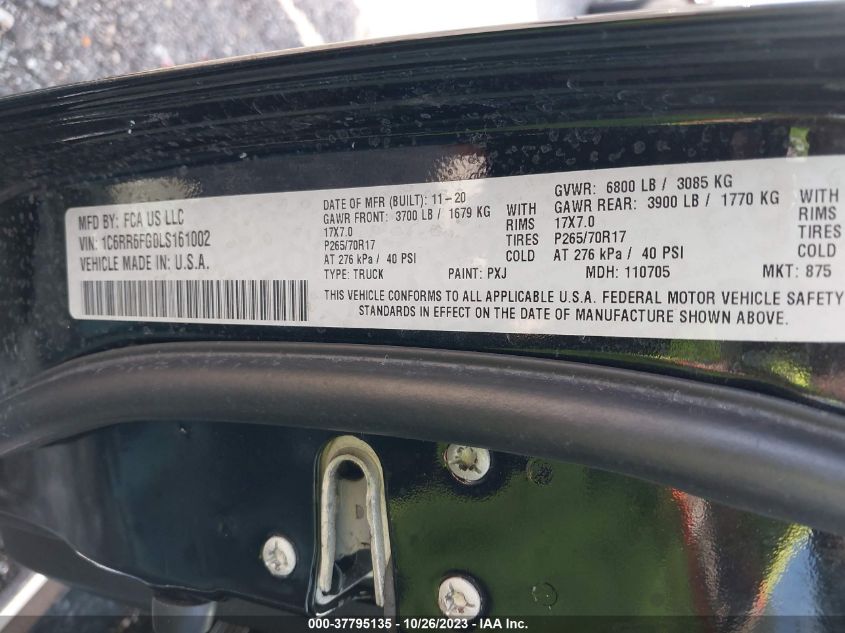 MFD BY: FCA US LLC
VIN: 1C6RR6FG0LS161002
VEHICLE MADE IN U.S.A.
DATE OF MFR (BUILT): 11-20
GAWR FRONT: 3700 LB / 1679 KG WITH
17X7.0 RIMS
P265/70R17 TIRES
AT 276 kPa / 40 PSI COLD
TYPE: TRUCK PAINT: PXJ
GVWR: 6800 LB / 3085 KG
GAWR REAR: 3900 LB / 1770 KG WITH
17X7.0 RIMS
P265/70R17 TIRES
AT 276 kPa / 40 PSI COLD
MDH: 110705 MKT: 875
THIS VEHICLE CONFORMS TO ALL APPLICABLE U.S.A. FEDERAL MOTOR VEHICLE SAFETY
STANDARDS IN EFFECT ON THE DATE OF MANUFACTURE SHOWN ABOVE.
000-37795135 - 10/26/2023 - IAA Inc.